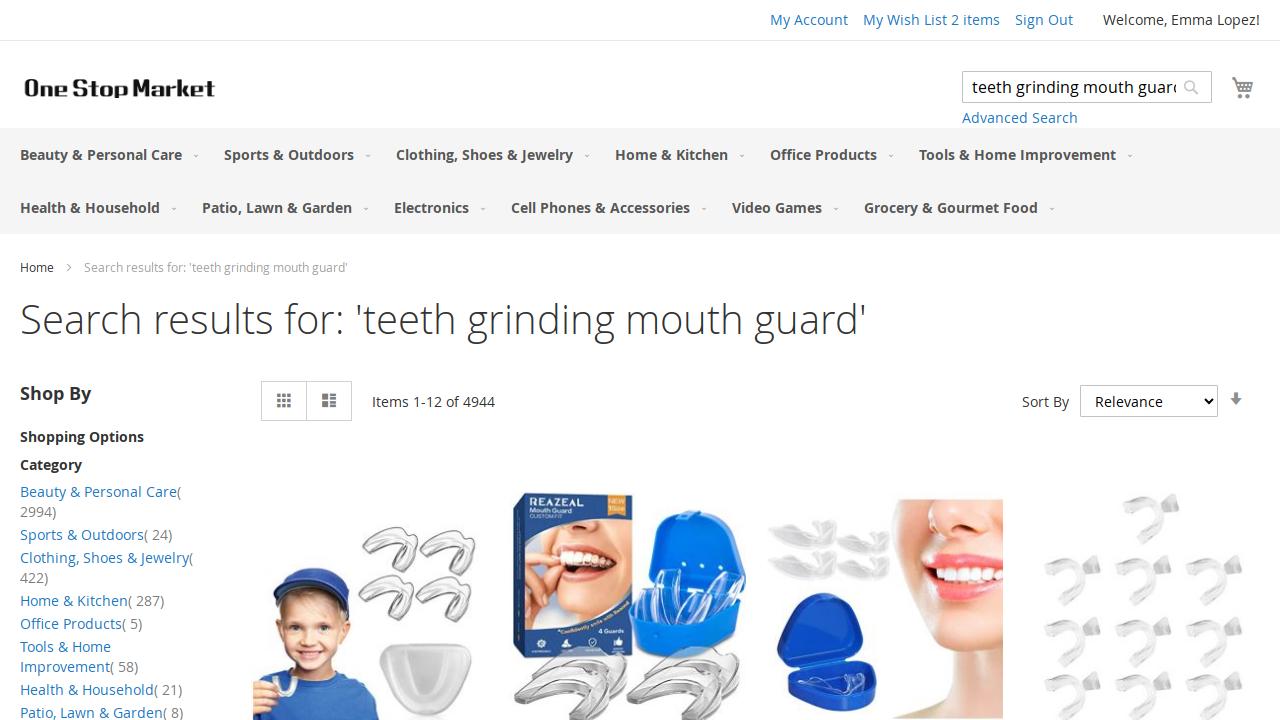 My Account My Wish List 2 items Sign Out Welcome, Emma Lopez!
One Stop Market
teeth grinding mouth guard
Advanced Search
Beauty & Personal Care Sports & Outdoors Clothing, Shoes & Jewelry Home & Kitchen Office Products Tools & Home Improvement
Health & Household Patio, Lawn & Garden Electronics Cell Phones & Accessories Video Games Grocery & Gourmet Food
Home Search results for: 'teeth grinding mouth guard'
Search results for: 'teeth grinding mouth guard'
Shop By
Items 1-12 of 4944
Sort By Relevance
Shopping Options
Category
Beauty & Personal Care( 2994)
Sports & Outdoors( 24)
Clothing, Shoes & Jewelry( 422)
Home & Kitchen( 287)
Office Products( 5)
Tools & Home Improvement( 58)
Health & Household( 21)
Patio, Lawn & Garden( 8)
REAZEAL
Mouth Guard
CUSTOM FIT
NEW
4 Guards